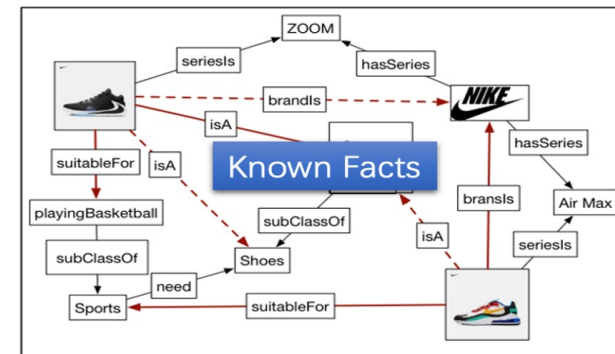 ZOOM
seriesIs
hasSeries
NIKE
brandIs
isA
hasSeries
suitableFor
isA
Known Facts
bransIs
Air Max
playingBasketball
subClassOf
isA
seriesIs
subClassOf
Shoes
need
Sports
suitableFor